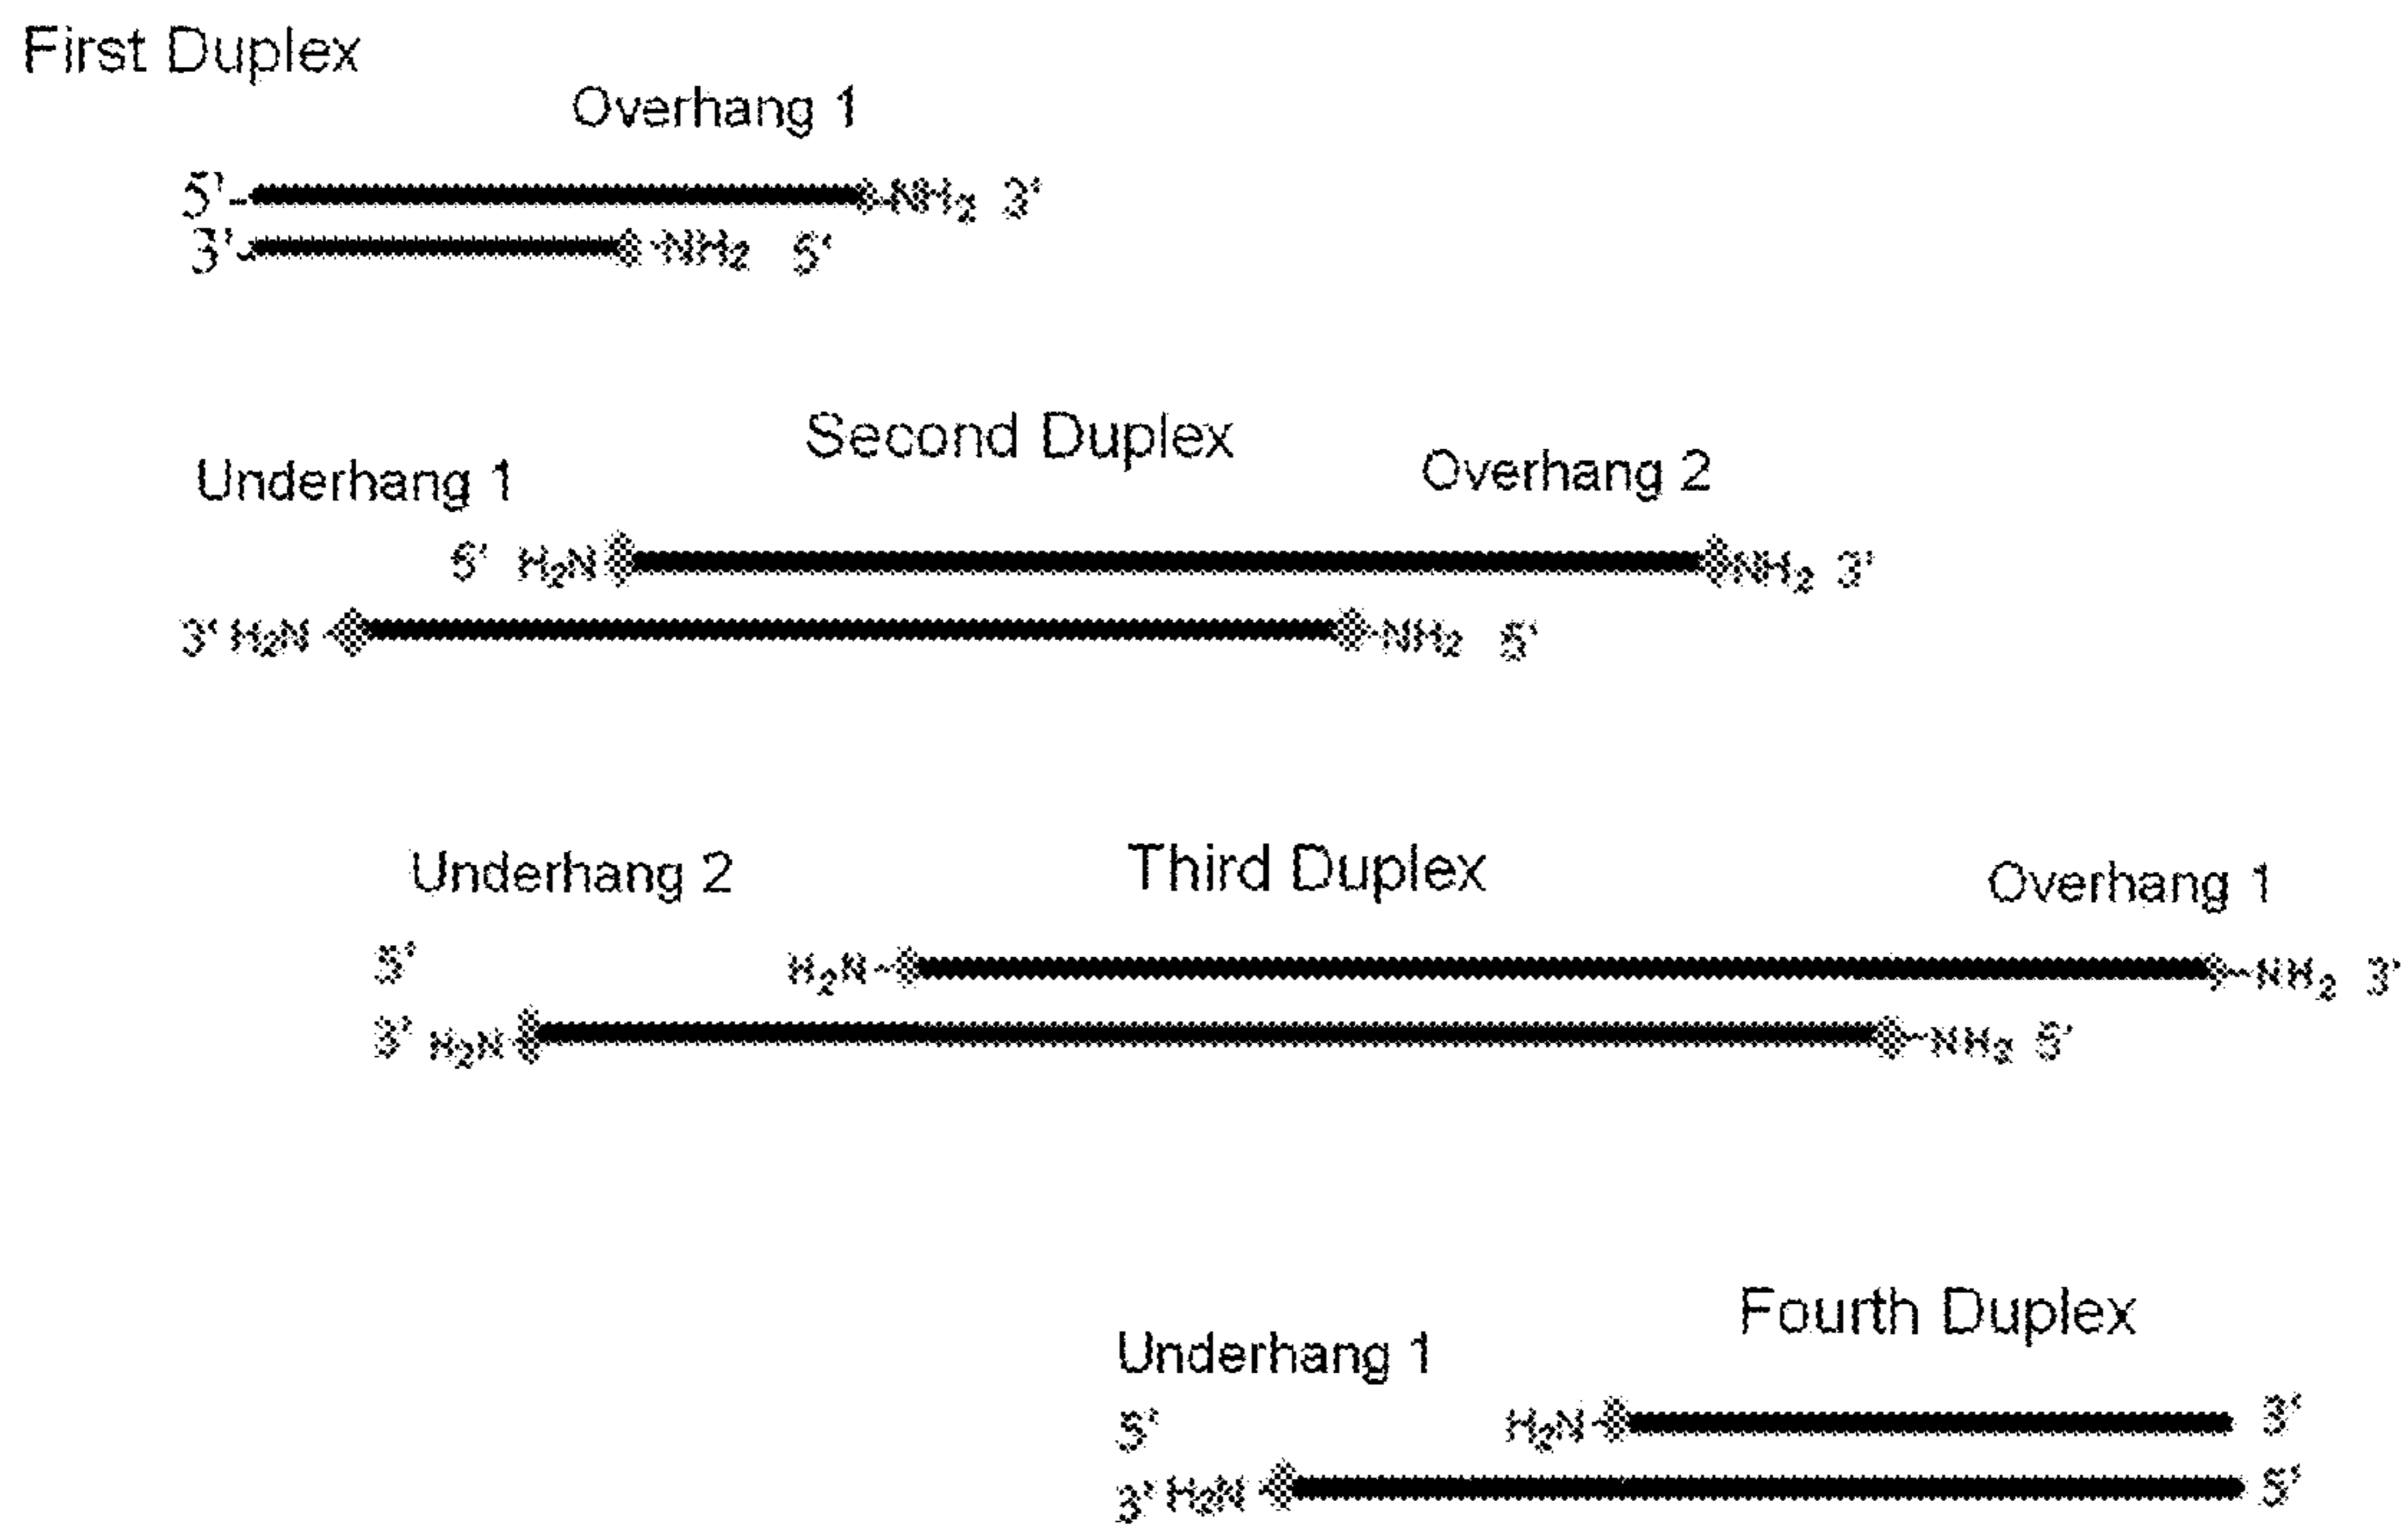 First Duplex
Overhang 1
5' NH₂ 3'
3' NH₂ 5'
Second Duplex
Underhang 1
Overhang 2
5' H₂N NH₂ 3'
3' H₂N NH₂ 5'
Underhang 2
Third Duplex
Overhang 1
5' H₂N NH₂ 3'
3' H₂N NH₂ 5'
Fourth Duplex
Underhang 1
5' H₂N 3'
3' H₂N 5'